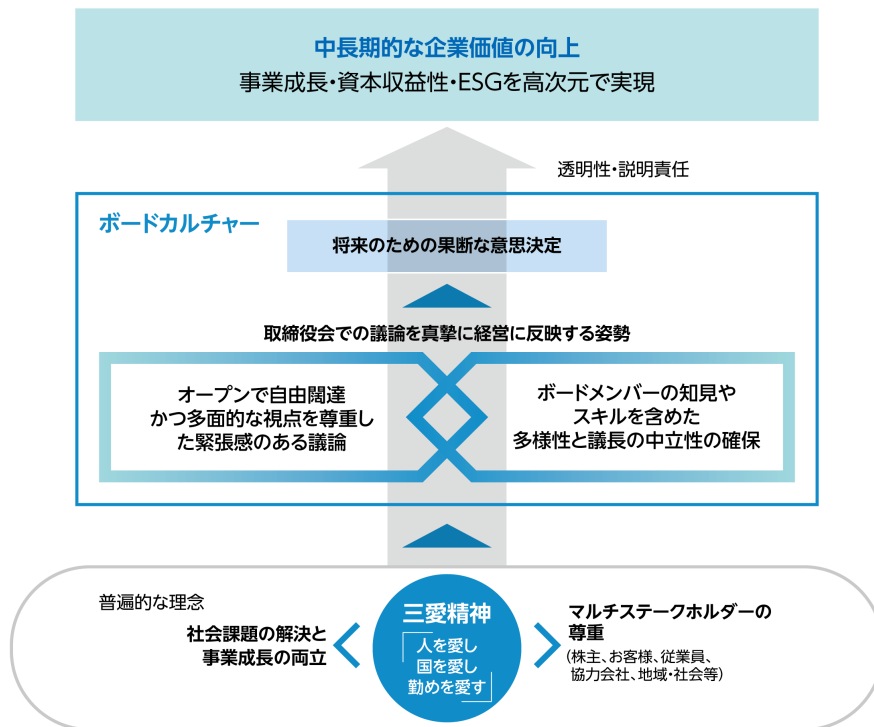 中長期的な企業価値の向上
事業成長・資本収益性・ESGを高次元で実現
透明性・説明責任
ボードカルチャー
将来のための果断な意思決定
取締役会での議論を真摯に経営に反映する姿勢
オープンで自由闊達
かつ多面的な視点を尊重し
た緊張感のある議論
ボードメンバーの知見や
スキルを含めた
多様性と議長の中立性の確保
普遍的な理念
社会課題の解決と
事業成長の両立
三愛精神
「人を愛し
国を愛し
勤めを愛す」
マルチステークホルダーの
尊重
(株主、お客様、従業員、
協力会社、地域・社会等)